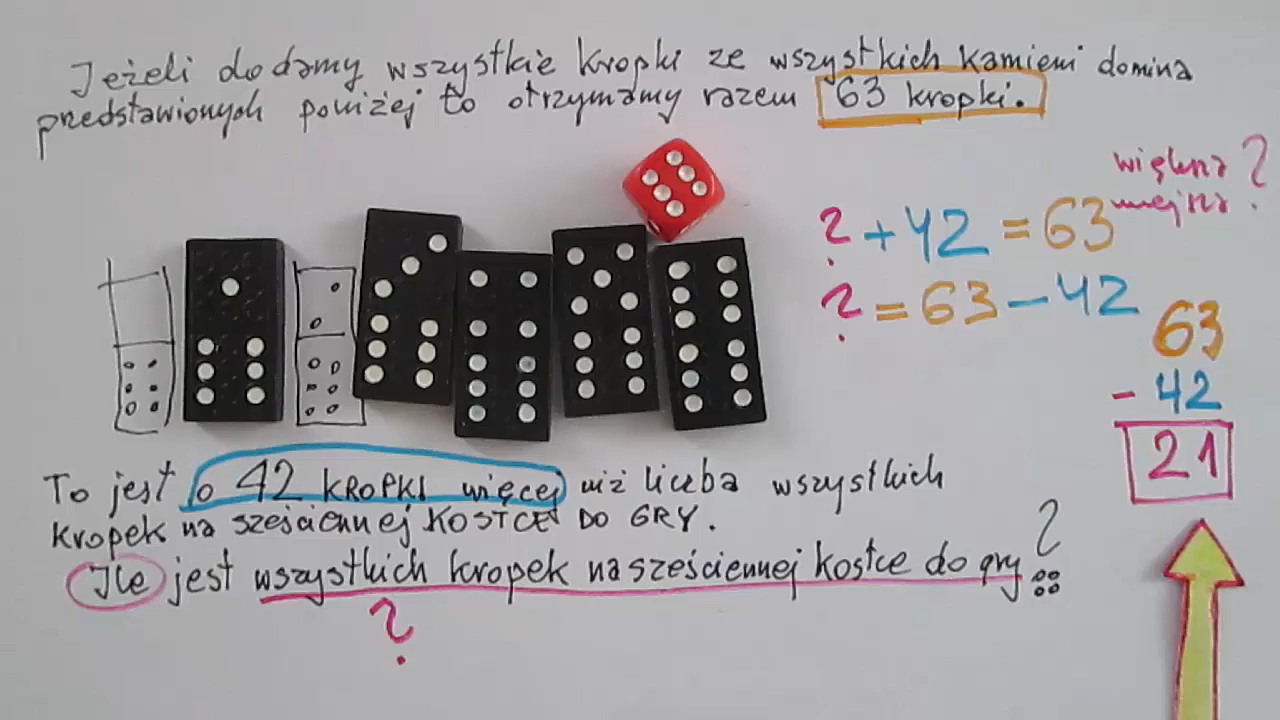 Jeżeli dodamy wszystkie kropki ze wszystkich kamieni domina
przedstawionych poniżej to otrzymamy razem 63 kropki.
większa ?
? + 42 = 63
? = 63 - 42
63
- 42
21
To jest o 42 KROPKI więcej niż liczba wszystkich
kropek na sześciennej KOSTCE DO GRY.
Ile jest wszystkich kropek na sześciennej kostce do gry ?
?